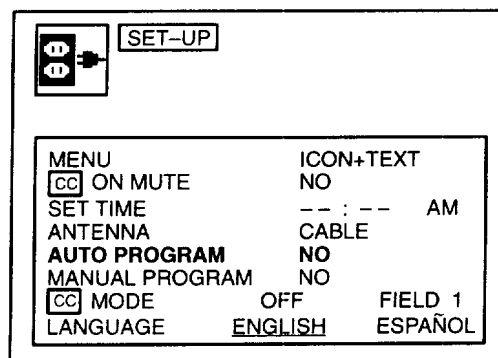 SET–UP
MENU ICON+TEXT
CC ON MUTE NO
SET TIME – – : – – AM
ANTENNA CABLE
AUTO PROGRAM NO
MANUAL PROGRAM NO
CC MODE OFF FIELD 1
LANGUAGE ENGLISH ESPAÑOL